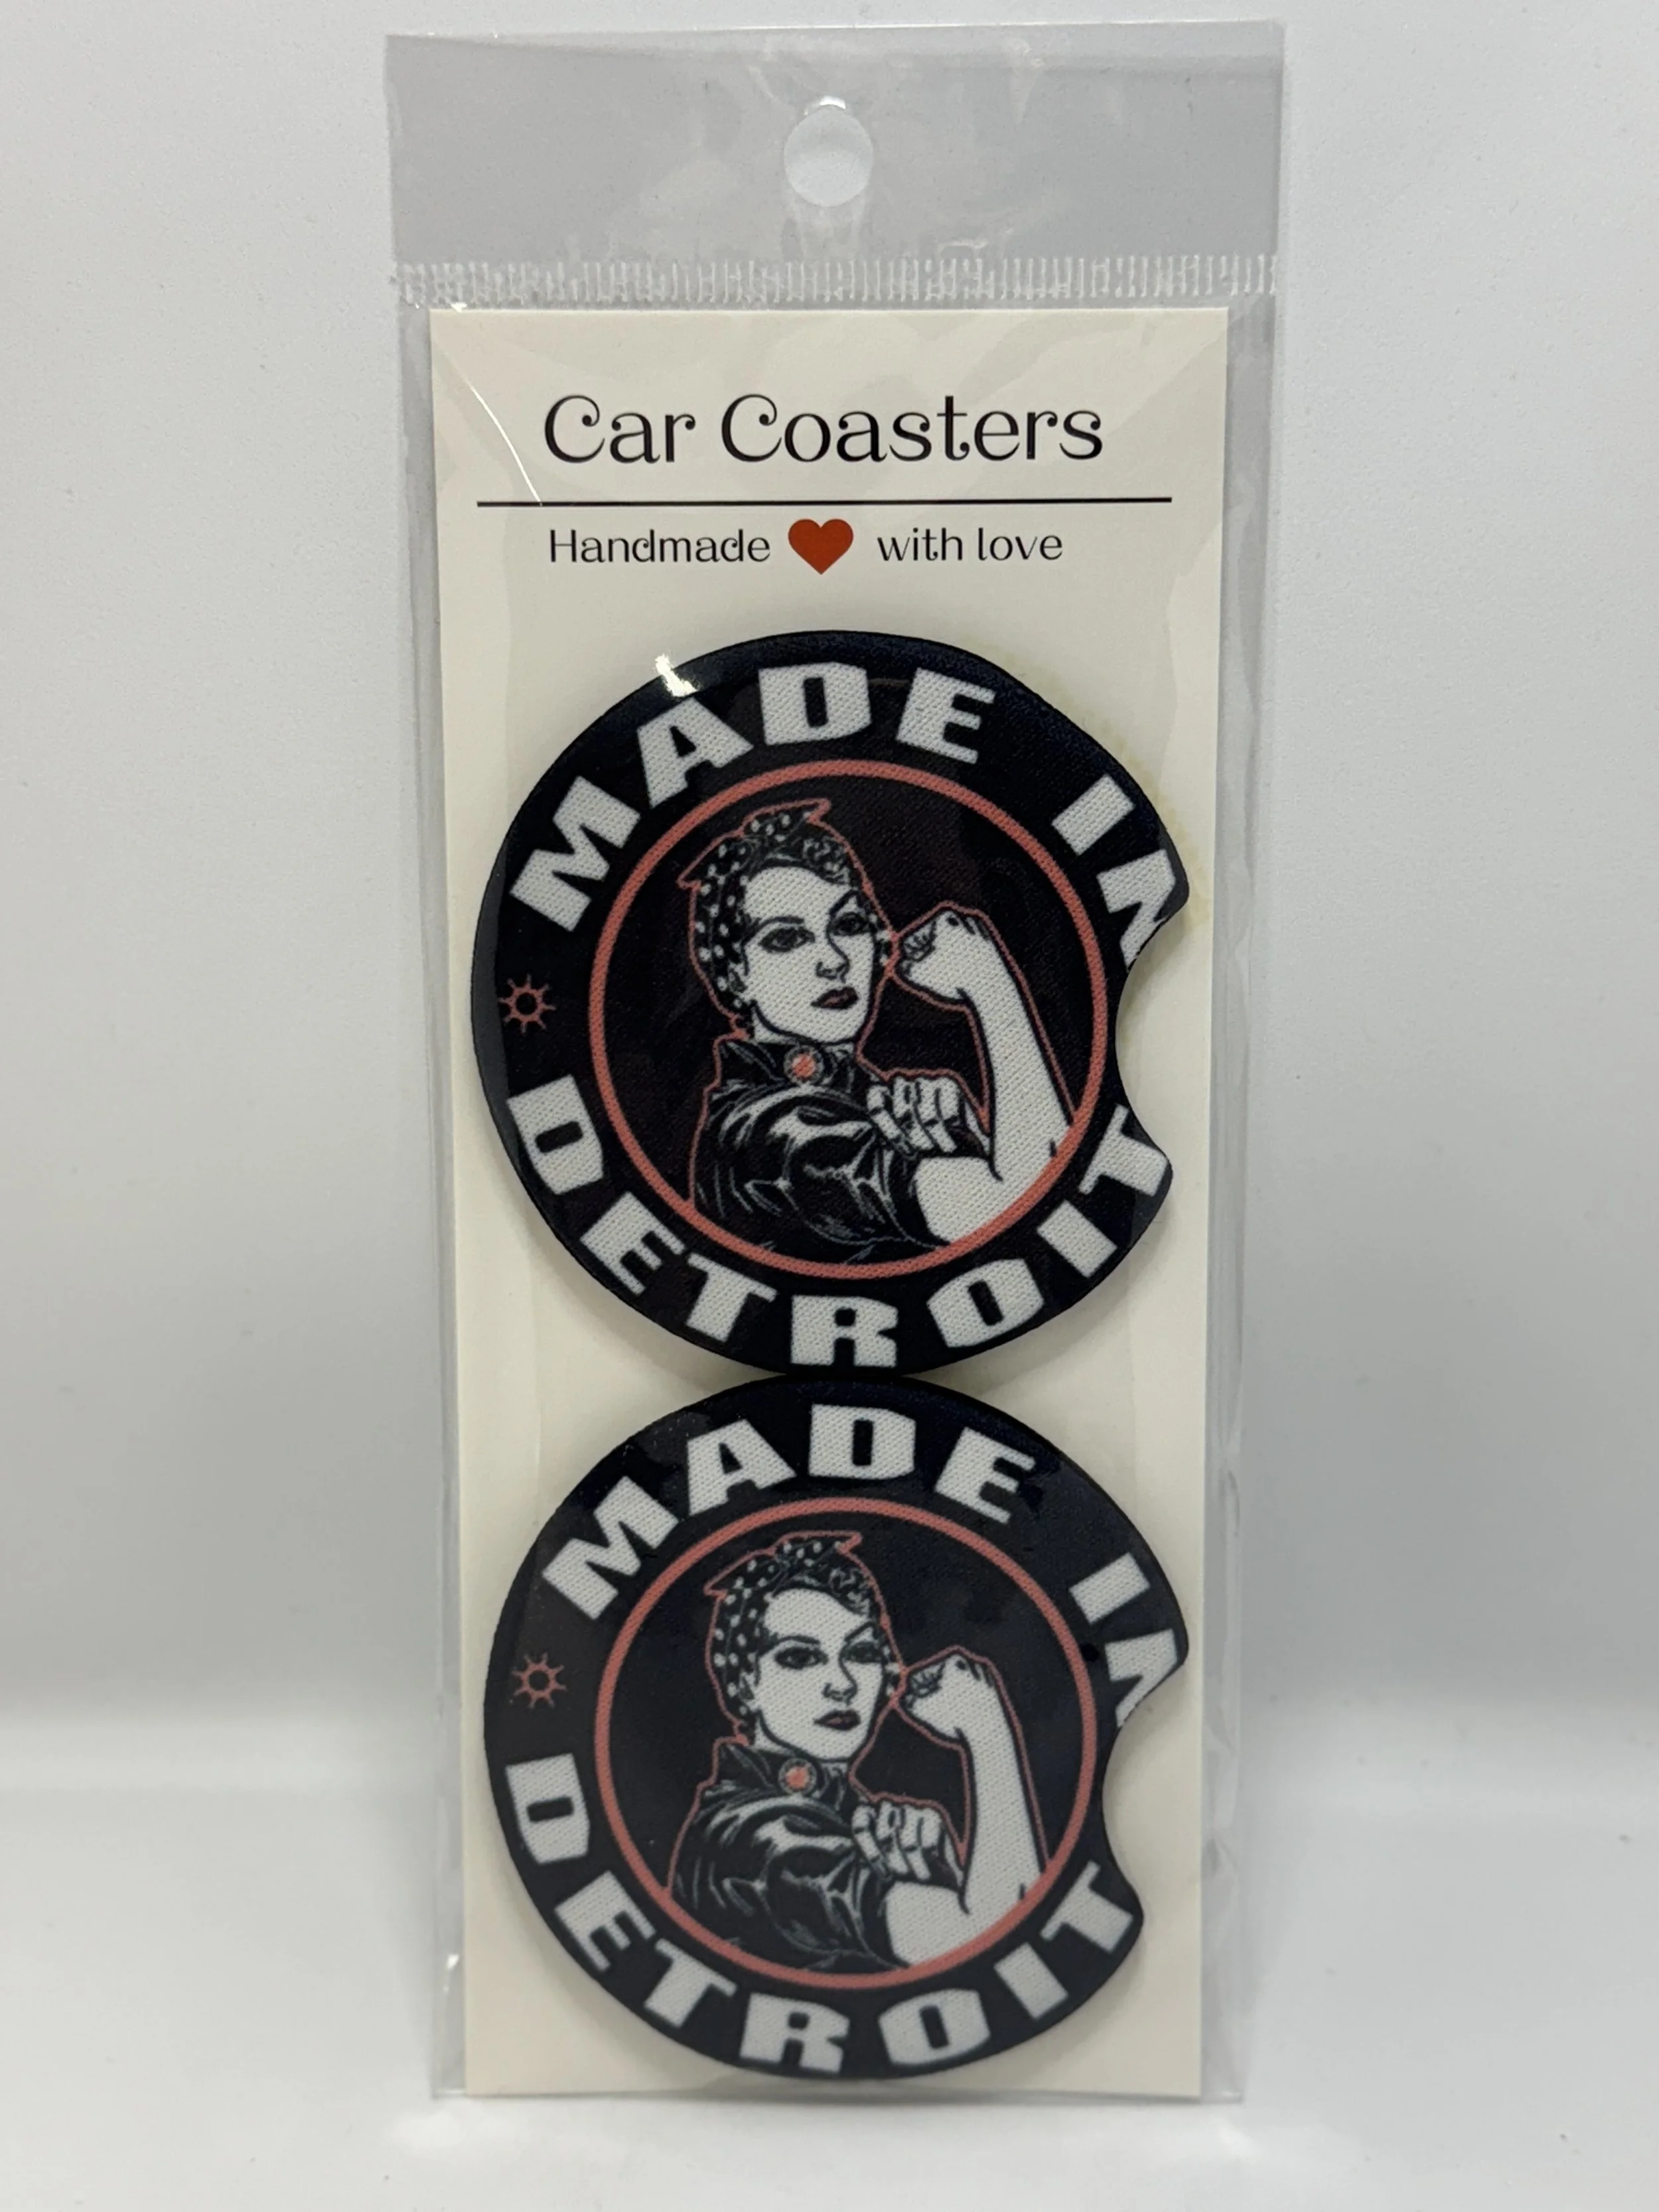 Car Coasters
Handmade with love
MADE IN
DETROIT
MADE IN
DETROIT